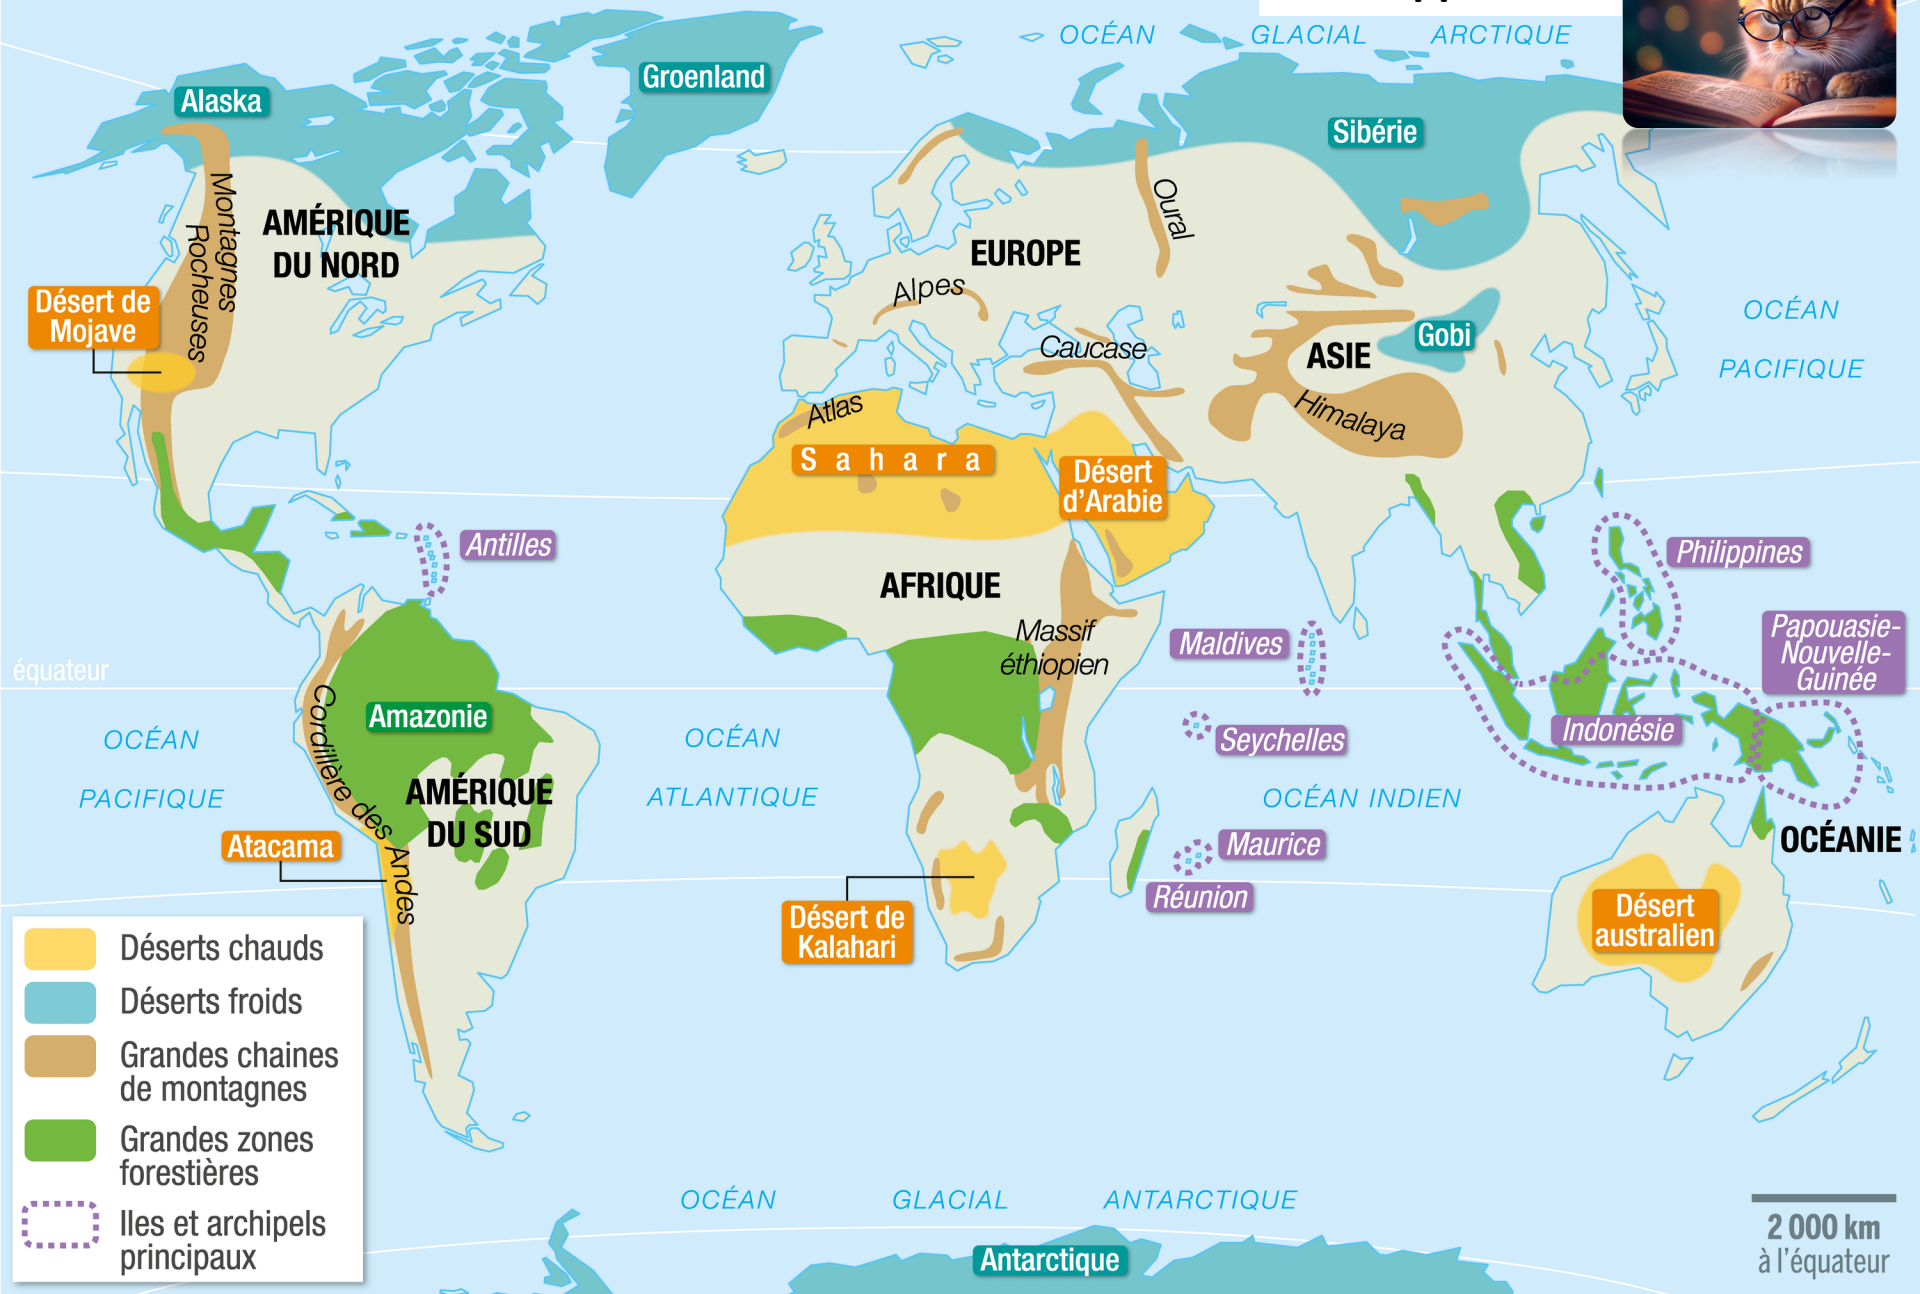 OCÉAN GLACIAL ARCTIQUE
Groenland
Alaska
Sibérie
Montagnes
Rocheuses
Oural
AMÉRIQUE
DU NORD
EUROPE
Alpes
Désert de
Mojave
OCÉAN
PACIFIQUE
Gobi
Caucase
ASIE
Himalaya
Atlas
Sahara
Désert
d'Arabie
Antilles
Philippines
AFRIQUE
Massif
éthiopien
Maldives
Papouasie-
Nouvelle-
Guinée
équateur
Cordillère des Andes
Amazonie
Indonésie
Seychelles
OCÉAN
PACIFIQUE
OCÉAN
ATLANTIQUE
AMÉRIQUE
DU SUD
OCÉAN INDIEN
Atacama
Maurice
OCÉANIE
Réunion
Désert de
Kalahari
Désert
australien
Déserts chauds
Déserts froids
Grandes chaines
de montagnes
Grandes zones
forestières
Iles et archipels
principaux
OCÉAN GLACIAL ANTARCTIQUE
Antarctique
2 000 km
à l'équateur